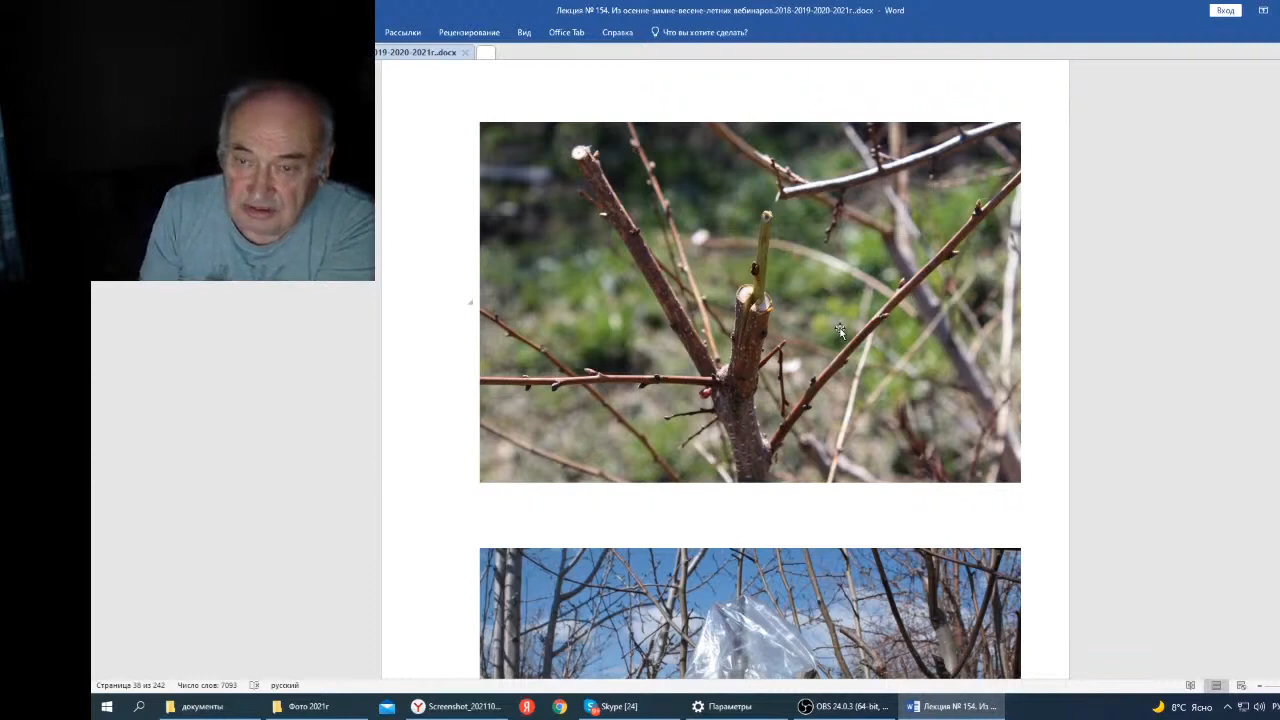 Лекция № 154. Из осенне-зимне-весене-летних вебинаров.2018-2019-2020-2021г..docx - Word
Вход
Рассылки Рецензирование Вид Office Tab Справка Что вы хотите сделать?
019-2020-2021г..docx
Страница 38 из 242 Число слов: 7093 русский
документы Фото 2021г Screenshot_202110... Skype [24] Параметры OBS 24.0.3 (64-bit, ... Лекция № 154. Из ... 8°C Ясно